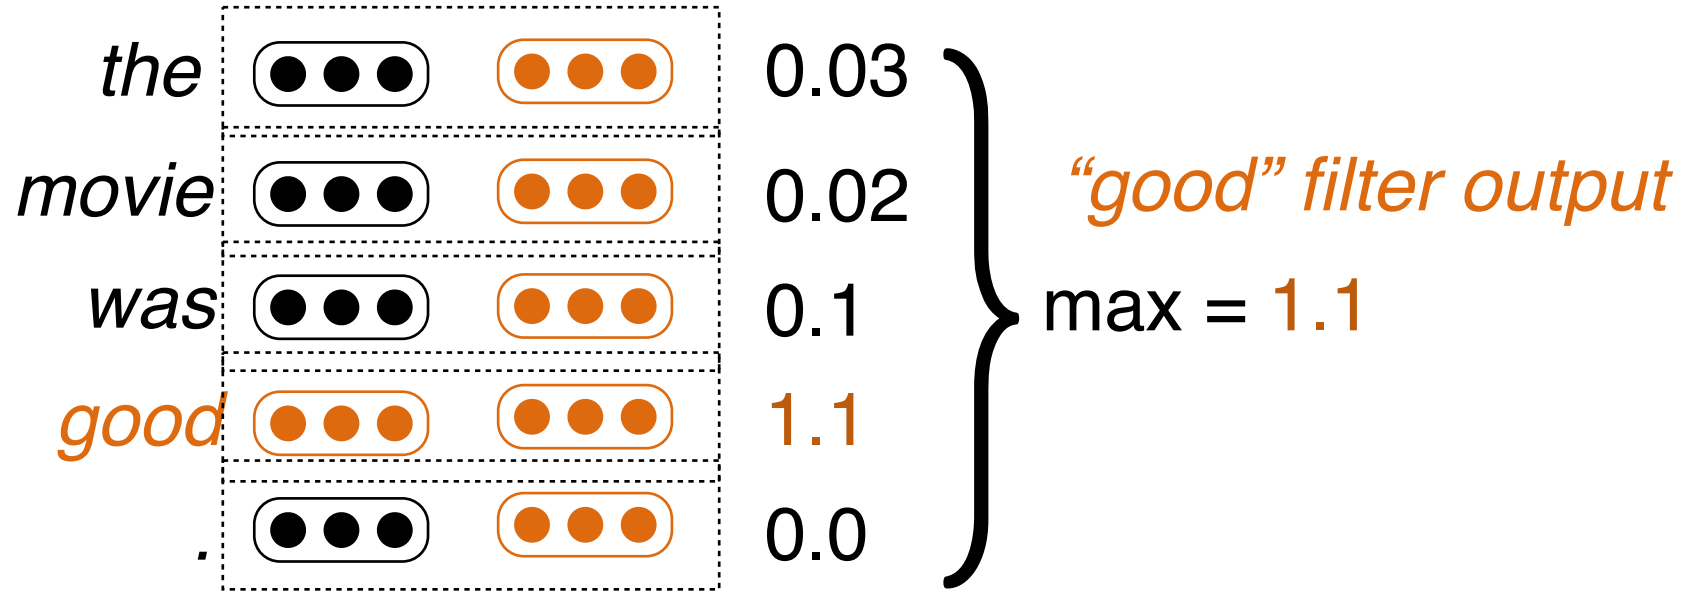 the 0.03
movie 0.02
“good” filter output
was 0.1
max = 1.1
good 1.1
. 0.0